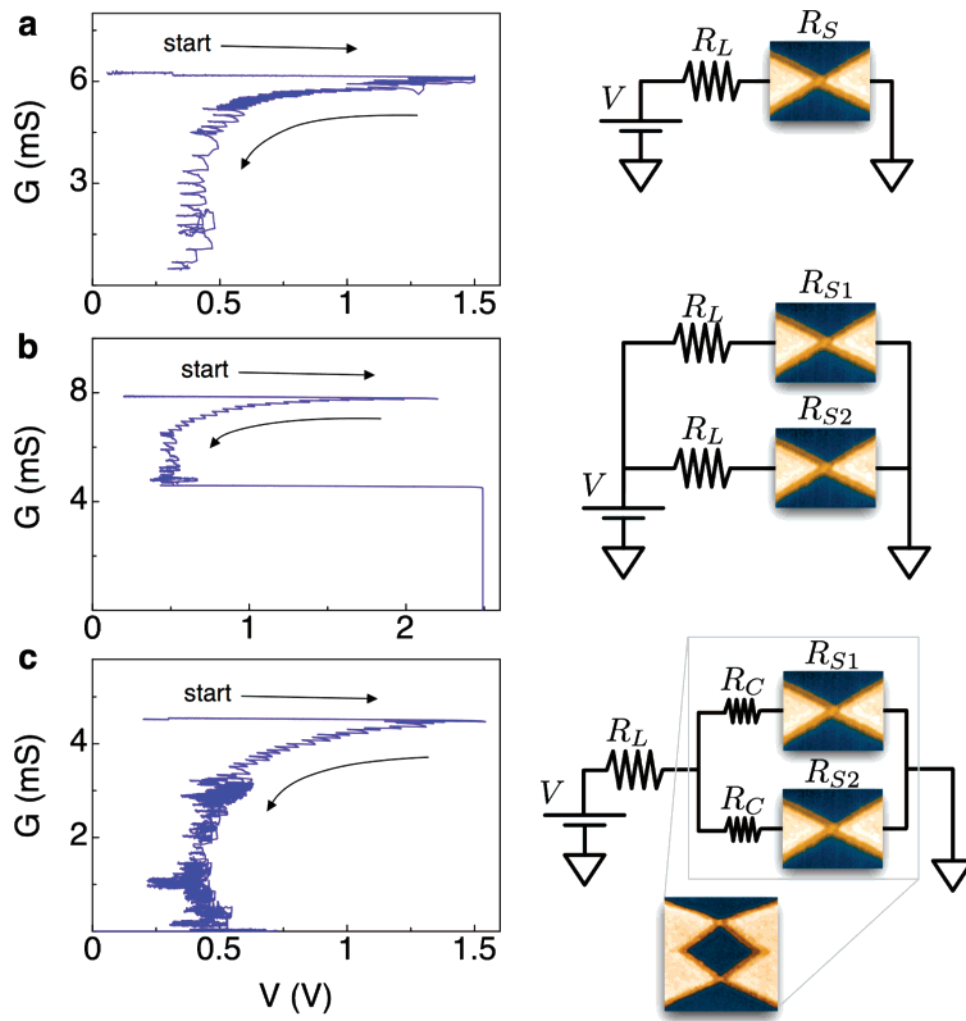 a
start
G (mS)
6
3
0
0.5
1
1.5
R_L
R_S
V
b
start
G (mS)
8
4
0
1
2
R_L
R_S1
R_L
R_S2
V
c
start
G (mS)
4
2
0
0.5
1
1.5
V (V)
R_S1
R_C
R_L
R_S2
R_C
V